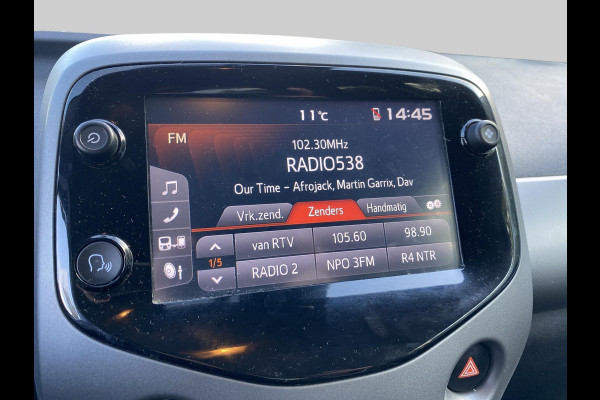 11°C 14:45
FM
102.30MHz
RADIO538
Our Time – Afrojack, Martin Garrix, Dav
Vrk.zend. Zenders Handmatig
van RTV 105.60 98.90
1/5
RADIO 2 NPO 3FM R4 NTR